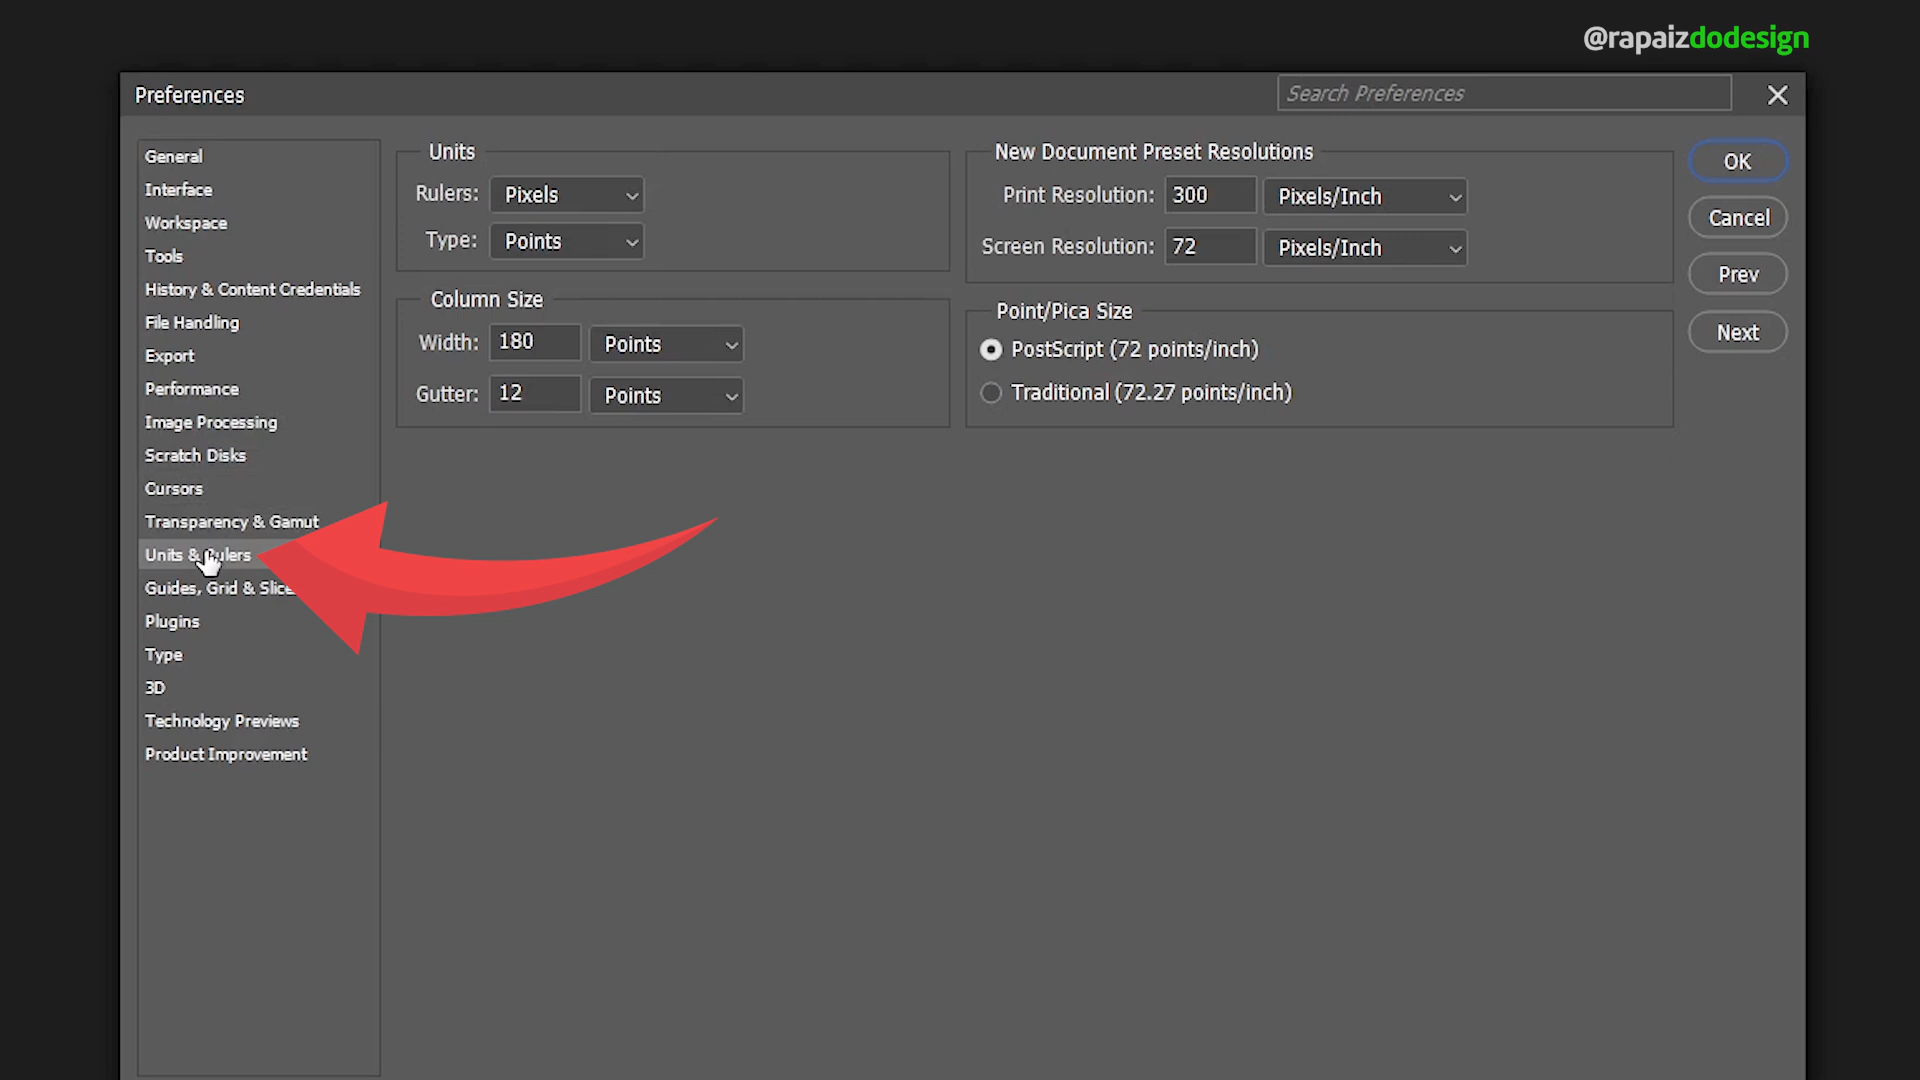 @rapaizdodesign
Preferences
Search Preferences
General
Interface
Workspace
Tools
History & Content Credentials
File Handling
Export
Performance
Image Processing
Scratch Disks
Cursors
Transparency & Gamut
Units & Rulers
Guides, Grid & Slice
Plugins
Type
3D
Technology Previews
Product Improvement
Units
Rulers: Pixels
Type: Points
Column Size
Width: 180 Points
Gutter: 12 Points
New Document Preset Resolutions
Print Resolution: 300 Pixels/Inch
Screen Resolution: 72 Pixels/Inch
Point/Pica Size
PostScript (72 points/inch)
Traditional (72.27 points/inch)
OK
Cancel
Prev
Next